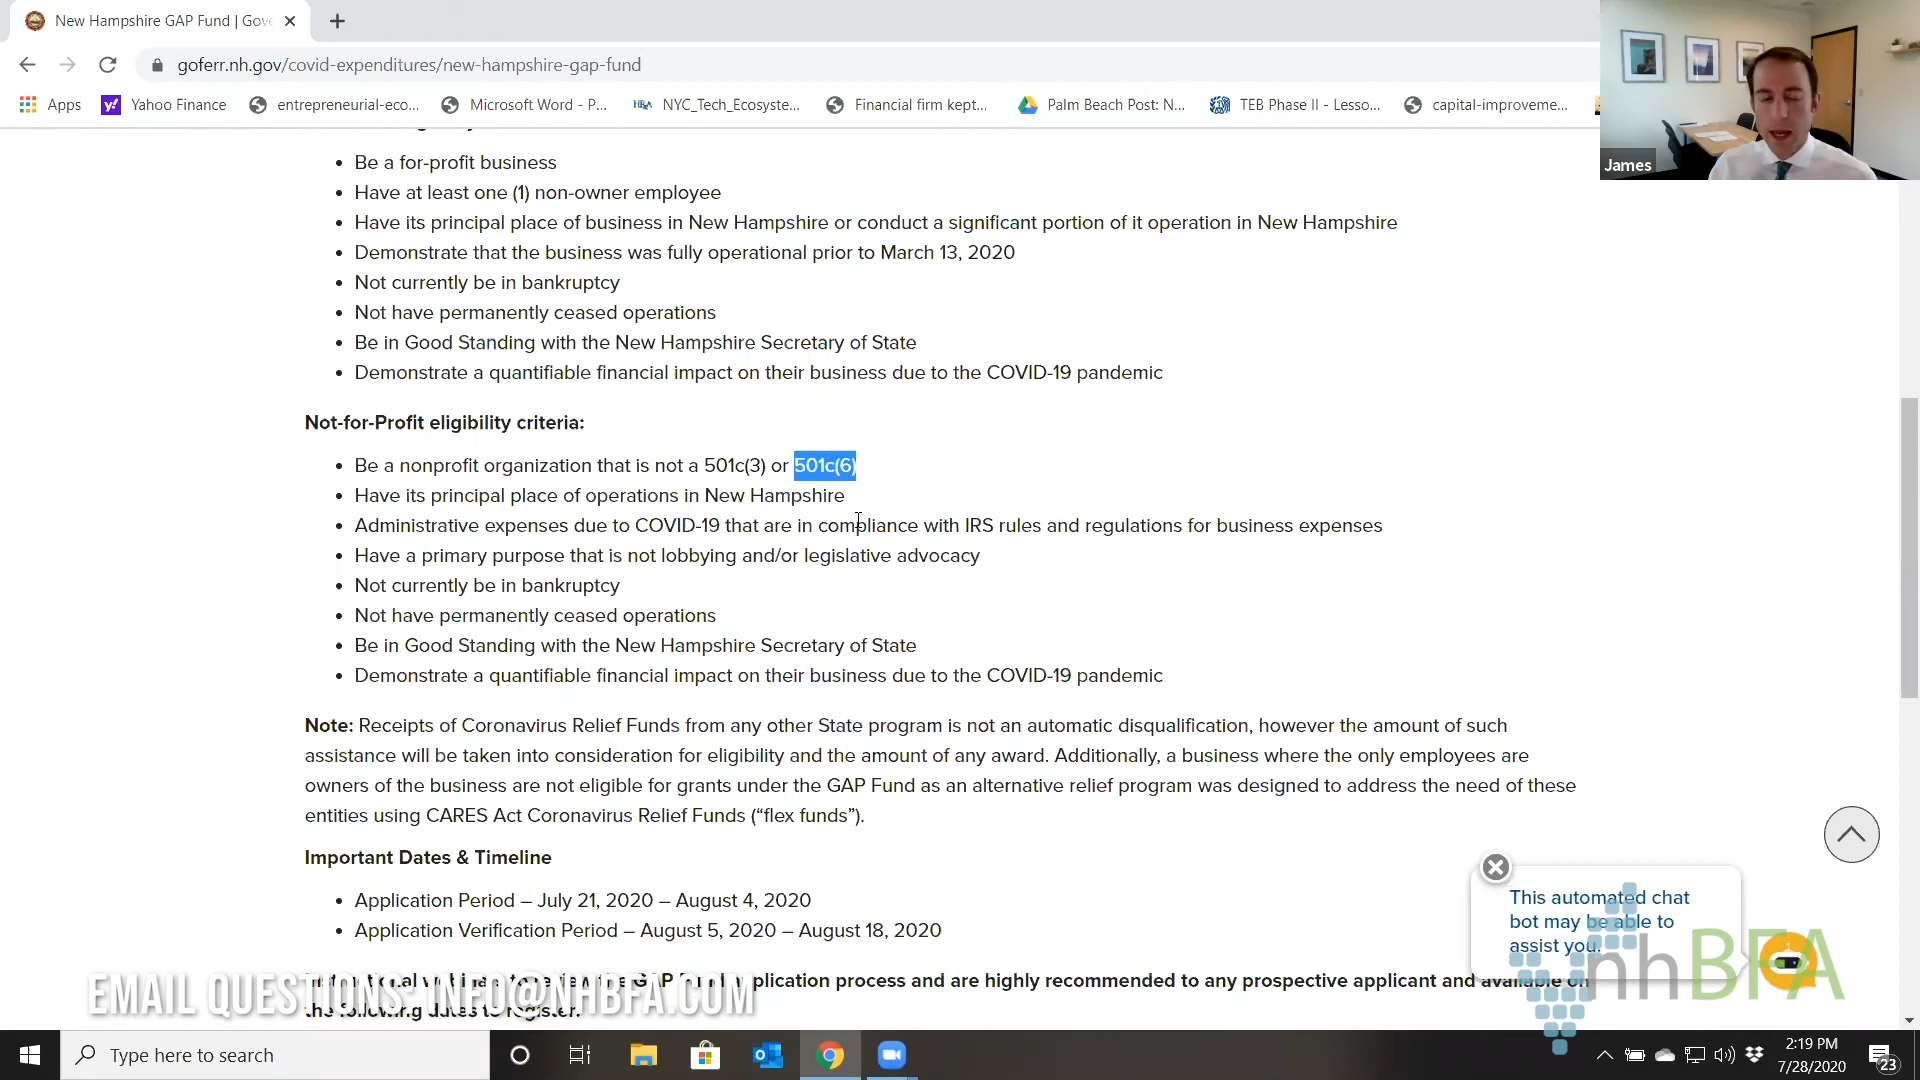 New Hampshire GAP Fund | Gove
goferr.nh.gov/covid-expenditures/new-hampshire-gap-fund
Apps
Yahoo Finance
entrepreneurial-eco...
Microsoft Word - P...
NYC_Tech_Ecosyste...
Financial firm kept...
Palm Beach Post: N...
TEB Phase II - Lesso...
capital-improveme...
James
• Be a for-profit business
• Have at least one (1) non-owner employee
• Have its principal place of business in New Hampshire or conduct a significant portion of it operation in New Hampshire
• Demonstrate that the business was fully operational prior to March 13, 2020
• Not currently be in bankruptcy
• Not have permanently ceased operations
• Be in Good Standing with the New Hampshire Secretary of State
• Demonstrate a quantifiable financial impact on their business due to the COVID-19 pandemic
Not-for-Profit eligibility criteria:
• Be a nonprofit organization that is not a 501c(3) or 501c(6)
• Have its principal place of operations in New Hampshire
• Administrative expenses due to COVID-19 that are in compliance with IRS rules and regulations for business expenses
• Have a primary purpose that is not lobbying and/or legislative advocacy
• Not currently be in bankruptcy
• Not have permanently ceased operations
• Be in Good Standing with the New Hampshire Secretary of State
• Demonstrate a quantifiable financial impact on their business due to the COVID-19 pandemic
Note: Receipts of Coronavirus Relief Funds from any other State program is not an automatic disqualification, however the amount of such
assistance will be taken into consideration for eligibility and the amount of any award. Additionally, a business where the only employees are
owners of the business are not eligible for grants under the GAP Fund as an alternative relief program was designed to address the need of these
entities using CARES Act Coronavirus Relief Funds (“flex funds”).
Important Dates & Timeline
• Application Period – July 21, 2020 – August 4, 2020
• Application Verification Period – August 5, 2020 – August 18, 2020
Instructional webinars to review the GAP Fund application process and are highly recommended to any prospective applicant and available on
the following dates to register.
This automated chat
bot may be able to
assist you.
nhBFA
EMAIL QUESTIONS: INFO@NHBFA.COM
Type here to search
2:19 PM
7/28/2020
23